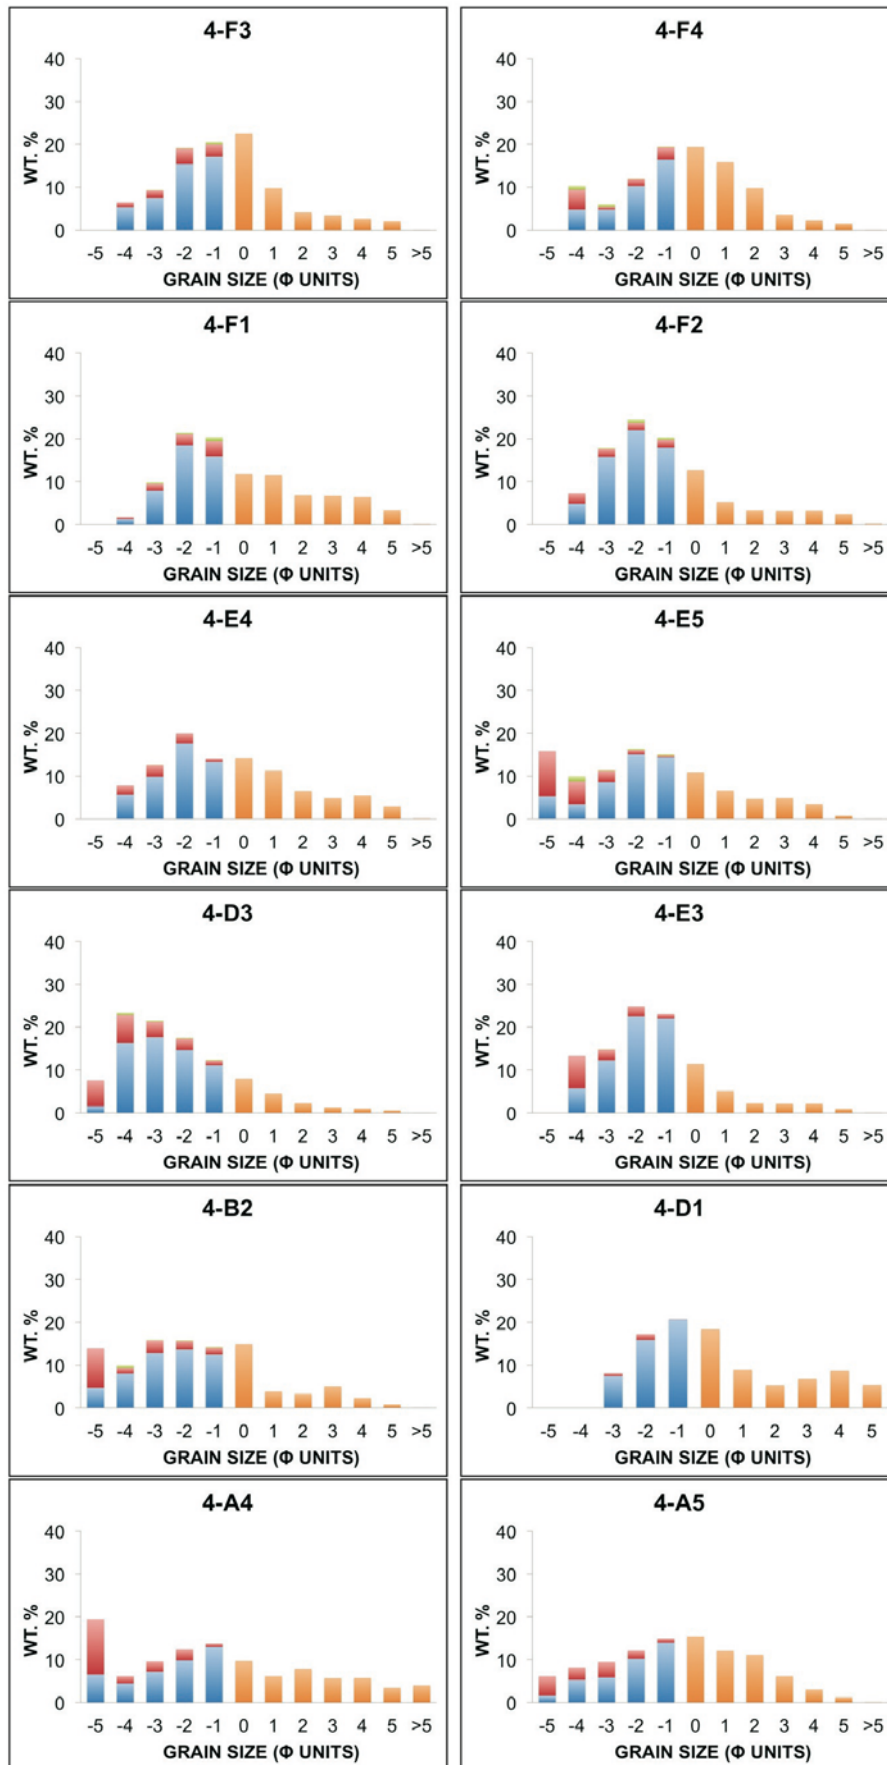 4-F3
40
30
20
10
0
WT. %
-5 -4 -3 -2 -1 0 1 2 3 4 5 >5
GRAIN SIZE (Φ UNITS)
4-F4
40
30
20
10
0
WT. %
-5 -4 -3 -2 -1 0 1 2 3 4 5 >5
GRAIN SIZE (Φ UNITS)
4-F1
40
30
20
10
0
WT. %
-5 -4 -3 -2 -1 0 1 2 3 4 5 >5
GRAIN SIZE (Φ UNITS)
4-F2
40
30
20
10
0
WT. %
-5 -4 -3 -2 -1 0 1 2 3 4 5 >5
GRAIN SIZE (Φ UNITS)
4-E4
40
30
20
10
0
WT. %
-5 -4 -3 -2 -1 0 1 2 3 4 5 >5
GRAIN SIZE (Φ UNITS)
4-E5
40
30
20
10
0
WT. %
-5 -4 -3 -2 -1 0 1 2 3 4 5 >5
GRAIN SIZE (Φ UNITS)
4-D3
40
30
20
10
0
WT. %
-5 -4 -3 -2 -1 0 1 2 3 4 5 >5
GRAIN SIZE (Φ UNITS)
4-E3
40
30
20
10
0
WT. %
-5 -4 -3 -2 -1 0 1 2 3 4 5 >5
GRAIN SIZE (Φ UNITS)
4-B2
40
30
20
10
0
WT. %
-5 -4 -3 -2 -1 0 1 2 3 4 5 >5
GRAIN SIZE (Φ UNITS)
4-D1
40
30
20
10
0
WT. %
-5 -4 -3 -2 -1 0 1 2 3 4 5
GRAIN SIZE (Φ UNITS)
4-A4
40
30
20
10
0
WT. %
-5 -4 -3 -2 -1 0 1 2 3 4 5 >5
GRAIN SIZE (Φ UNITS)
4-A5
40
30
20
10
0
WT. %
-5 -4 -3 -2 -1 0 1 2 3 4 5 >5
GRAIN SIZE (Φ UNITS)